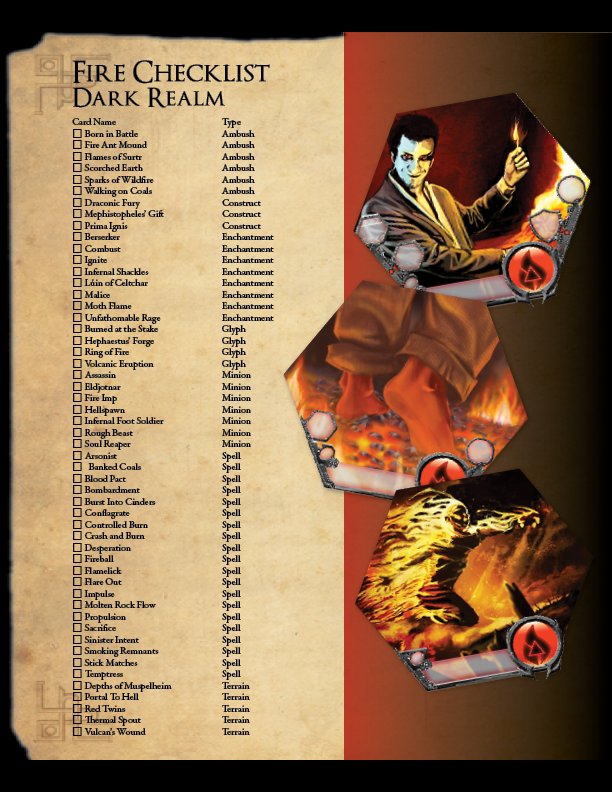 Fire Checklist
Dark Realm
Card Name Type
Born in Battle Ambush
Fire Ant Mound Ambush
Flames of Surtr Ambush
Scorched Earth Ambush
Sparks of Wildfire Ambush
Walking on Coals Ambush
Draconic Fury Construct
Mephistopheles' Gift Construct
Prima Ignis Construct
Berserker Enchantment
Combust Enchantment
Ignite Enchantment
Infernal Shackles Enchantment
Lúin of Celtchar Enchantment
Malice Enchantment
Moth Flame Enchantment
Unfathomable Rage Enchantment
Burned at the Stake Glyph
Hephaestus' Forge Glyph
Ring of Fire Glyph
Volcanic Eruption Glyph
Assassin Minion
Eldjotnar Minion
Fire Imp Minion
Hellspawn Minion
Infernal Foot Soldier Minion
Rough Beast Minion
Soul Reaper Minion
Arsonist Spell
Banked Coals Spell
Blood Pact Spell
Bombardment Spell
Burst Into Cinders Spell
Conflagrate Spell
Controlled Burn Spell
Crash and Burn Spell
Desperation Spell
Fireball Spell
Flamelick Spell
Flare Out Spell
Impulse Spell
Molten Rock Flow Spell
Propulsion Spell
Sacrifice Spell
Sinister Intent Spell
Smoking Remnants Spell
Stick Matches Spell
Temptress Spell
Depths of Muspelheim Terrain
Portal To Hell Terrain
Red Twins Terrain
Thermal Spout Terrain
Vulcan's Wound Terrain